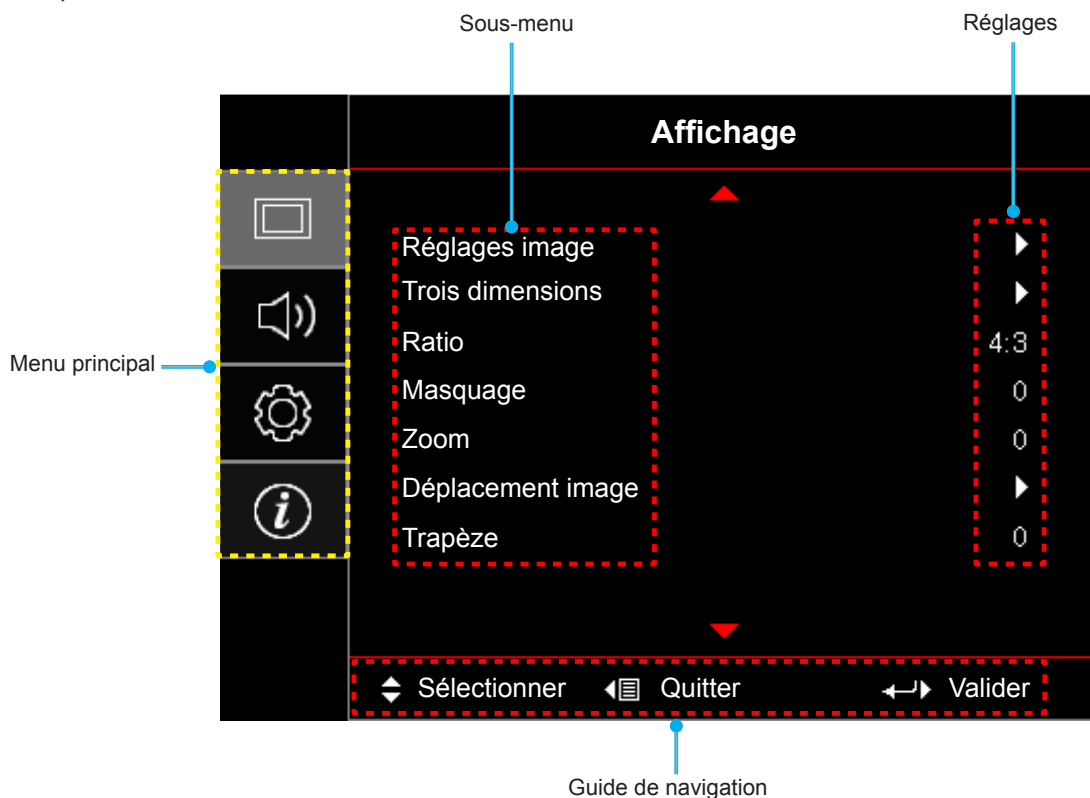 Sous-menu
Réglages
Affichage
Réglages image
Trois dimensions
Ratio 4:3
Menu principal
Masquage 0
Zoom 0
Déplacement image
Trapèze 0
Sélectionner Quitter Valider
Guide de navigation